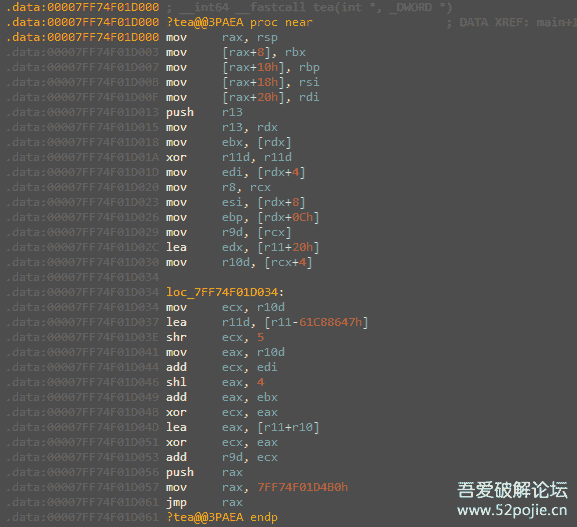 .data:00007FF74F01D000 ; __int64 __fastcall tea(int *, _DWORD *)
.data:00007FF74F01D000 ?tea@@3PAEA proc near ; DATA XREF: main+1
.data:00007FF74F01D000 mov rax, rsp
.data:00007FF74F01D003 mov [rax+8], rbx
.data:00007FF74F01D007 mov [rax+10h], rbp
.data:00007FF74F01D00B mov [rax+18h], rsi
.data:00007FF74F01D00F mov [rax+20h], rdi
.data:00007FF74F01D013 push r13
.data:00007FF74F01D015 mov r13, rdx
.data:00007FF74F01D018 mov ebx, [rdx]
.data:00007FF74F01D01A xor r11d, r11d
.data:00007FF74F01D01D mov edi, [rdx+4]
.data:00007FF74F01D020 mov r8, rcx
.data:00007FF74F01D023 mov esi, [rdx+8]
.data:00007FF74F01D026 mov ebp, [rdx+0Ch]
.data:00007FF74F01D029 mov r9d, [rcx]
.data:00007FF74F01D02C lea edx, [r11+20h]
.data:00007FF74F01D030 mov r10d, [rcx+4]
.data:00007FF74F01D034
.data:00007FF74F01D034 loc_7FF74F01D034:
.data:00007FF74F01D034 mov ecx, r10d
.data:00007FF74F01D037 lea r11d, [r11-61C88647h]
.data:00007FF74F01D03E shr ecx, 5
.data:00007FF74F01D041 mov eax, r10d
.data:00007FF74F01D044 add ecx, edi
.data:00007FF74F01D046 shl eax, 4
.data:00007FF74F01D049 add eax, ebx
.data:00007FF74F01D04B xor ecx, eax
.data:00007FF74F01D04D lea eax, [r11+r10]
.data:00007FF74F01D051 xor ecx, eax
.data:00007FF74F01D053 add r9d, ecx
.data:00007FF74F01D056 push rax
.data:00007FF74F01D057 mov rax, 7FF74F01D4B0h
.data:00007FF74F01D061 jmp rax
.data:00007FF74F01D061 ?tea@@3PAEA endp
吾爱破解论坛
www.52pojie.cn